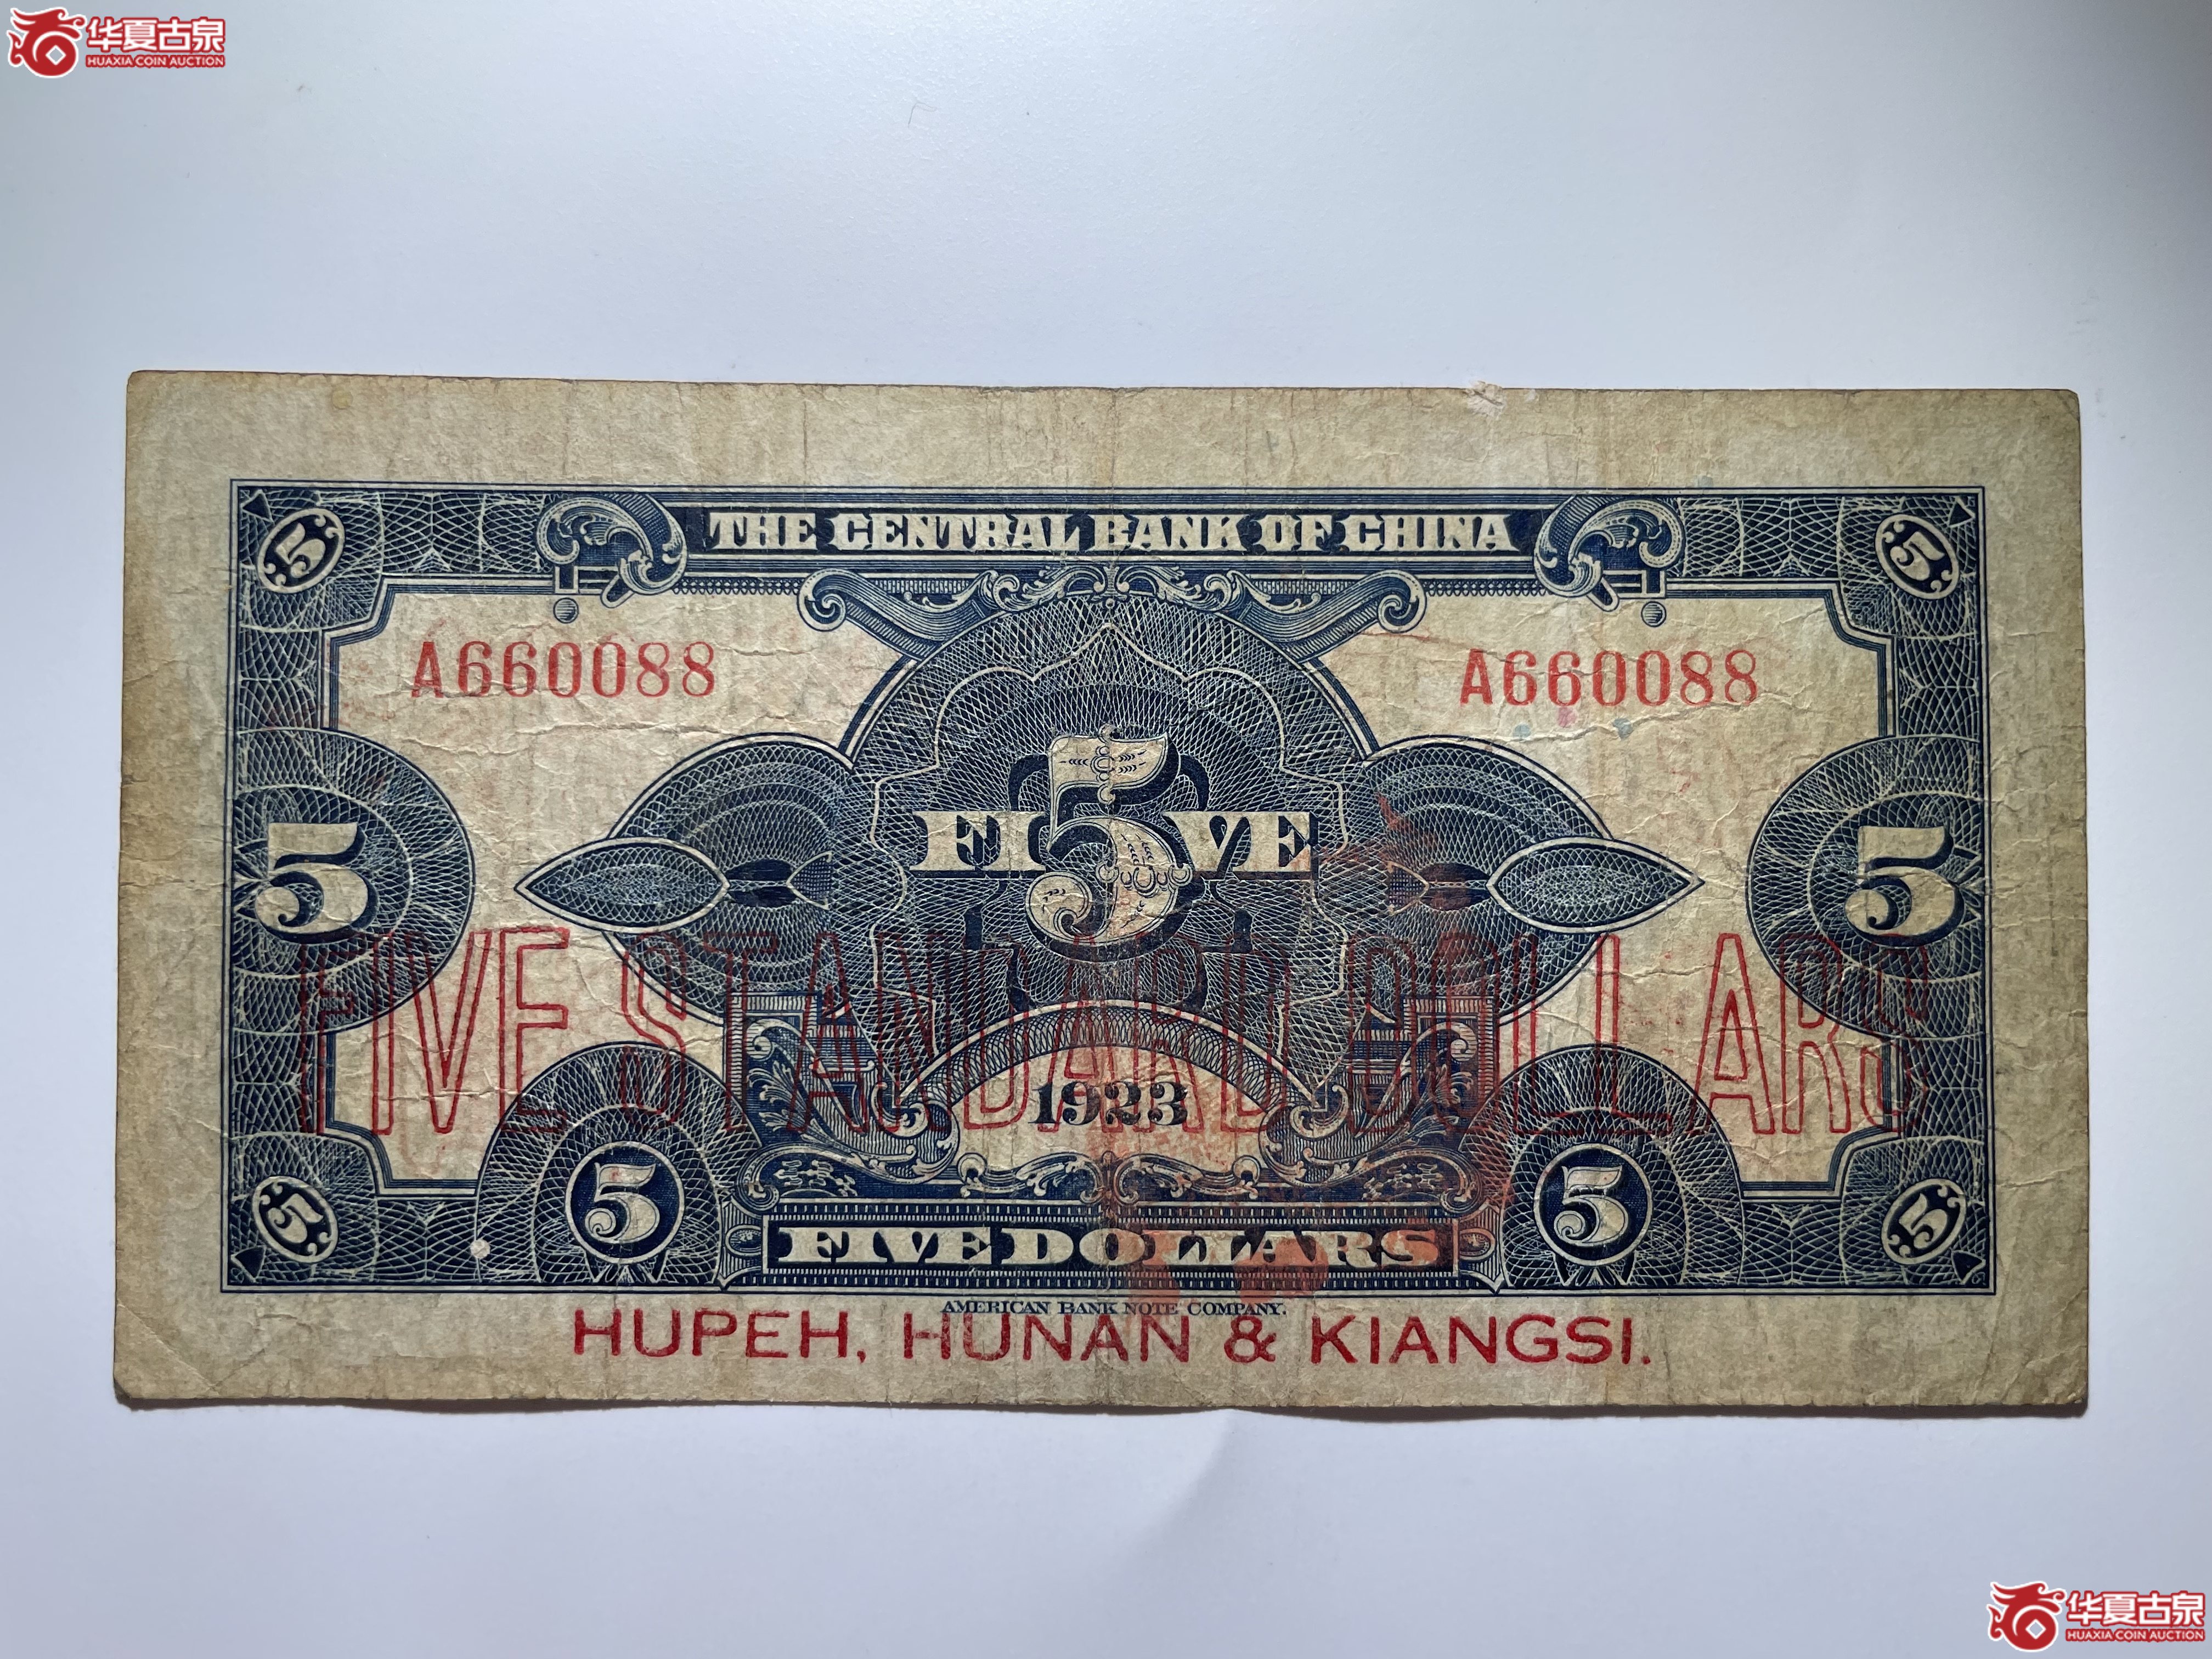 华夏古泉
HUAXIA COIN AUCTION
5 THE CENTRAL BANK OF CHINA 5
A660088 A660088
5 FI5VE 5
FIVE STANDARD DOLLARS
1923
5 5 5 5
FIVE DOLLARS
AMERICAN BANK NOTE COMPANY.
HUPEH, HUNAN & KIANGSI.
华夏古泉
HUAXIA COIN AUCTION